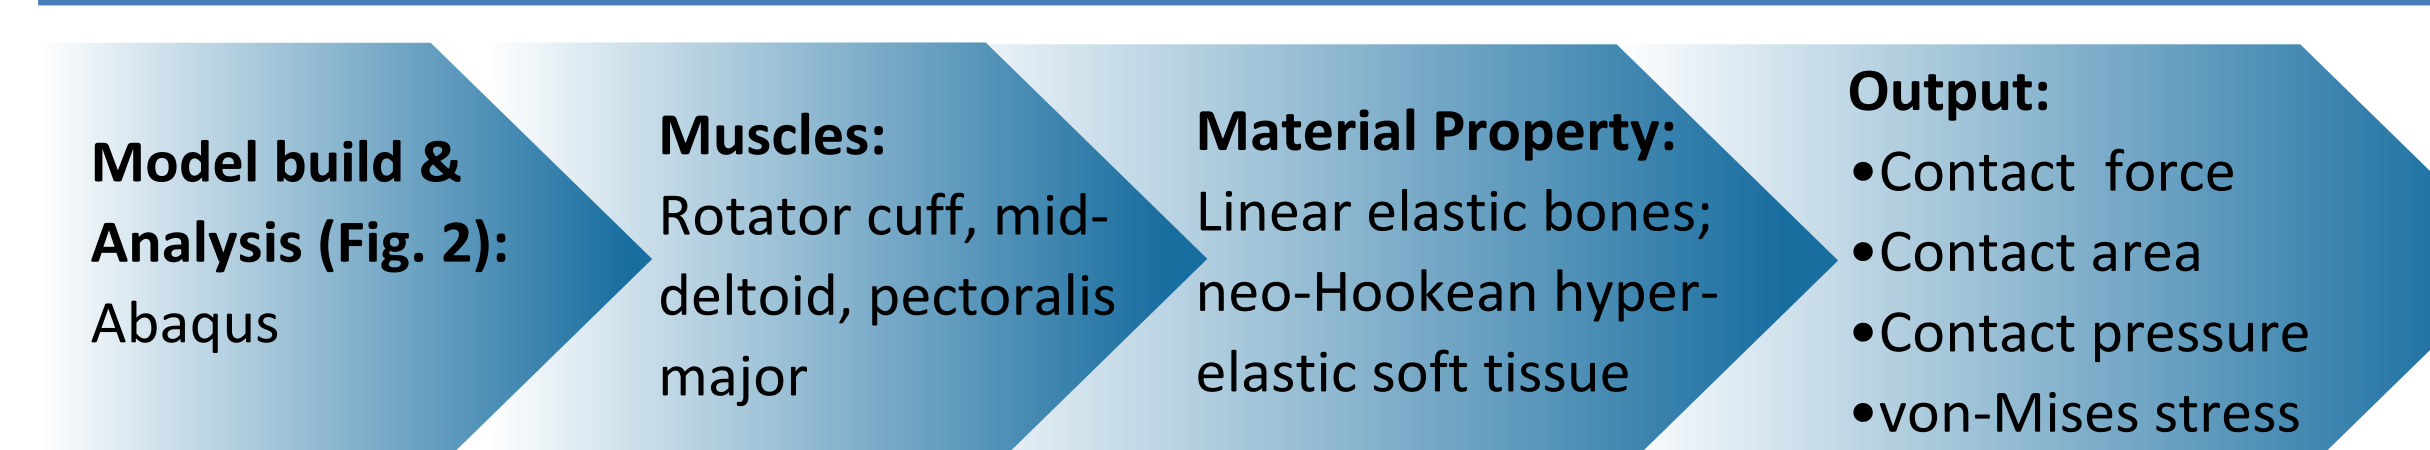 Model build &
Analysis (Fig. 2):
Abaqus
Muscles:
Rotator cuff, mid-
deltoid, pectoralis
major
Material Property:
Linear elastic bones;
neo-Hookean hyper-
elastic soft tissue
Output:
•Contact  force
•Contact area
•Contact pressure
•von-Mises stress